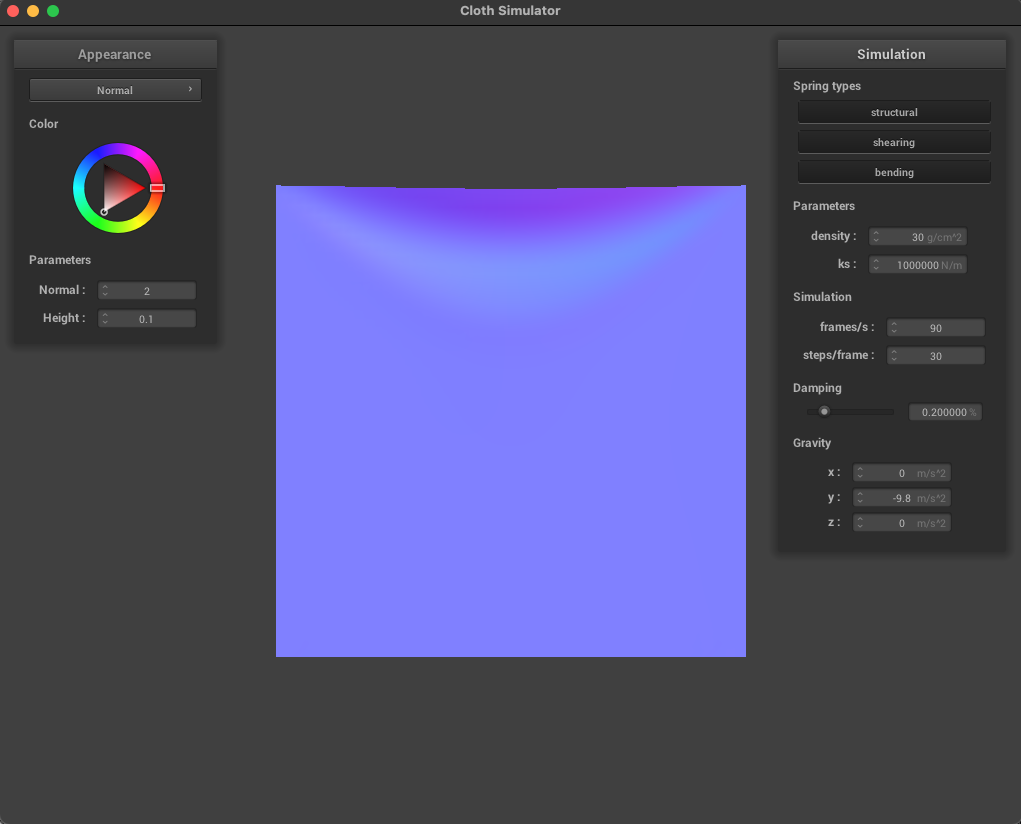 Cloth Simulator
Appearance
Normal
Color
Parameters
Normal : 2
Height : 0.1
Simulation
Spring types
structural
shearing
bending
Parameters
density : 30 g/cm^2
ks : 1000000 N/m
Simulation
frames/s : 90
steps/frame : 30
Damping
0.200000 %
Gravity
x : 0 m/s^2
y : -9.8 m/s^2
z : 0 m/s^2